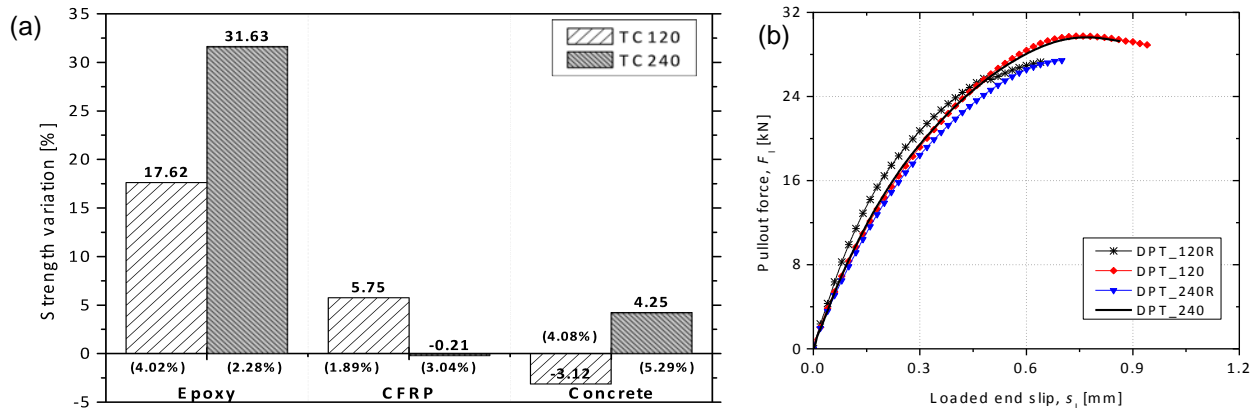 (a)
Strength variation [%]
35
30
25
20
15
10
5
0
-5
TC120
TC240
17.62
31.63
5.75
-0.21
-3.12
4.25
(4.02%)
(2.28%)
(1.89%)
(3.04%)
(4.08%)
(5.29%)
Epoxy
CFRP
Concrete
(b)
Pullout force, F_l [kN]
32
24
16
8
0
0.0
0.3
0.6
0.9
1.2
Loaded end slip, s_l [mm]
DPT_120R
DPT_120
DPT_240R
DPT_240